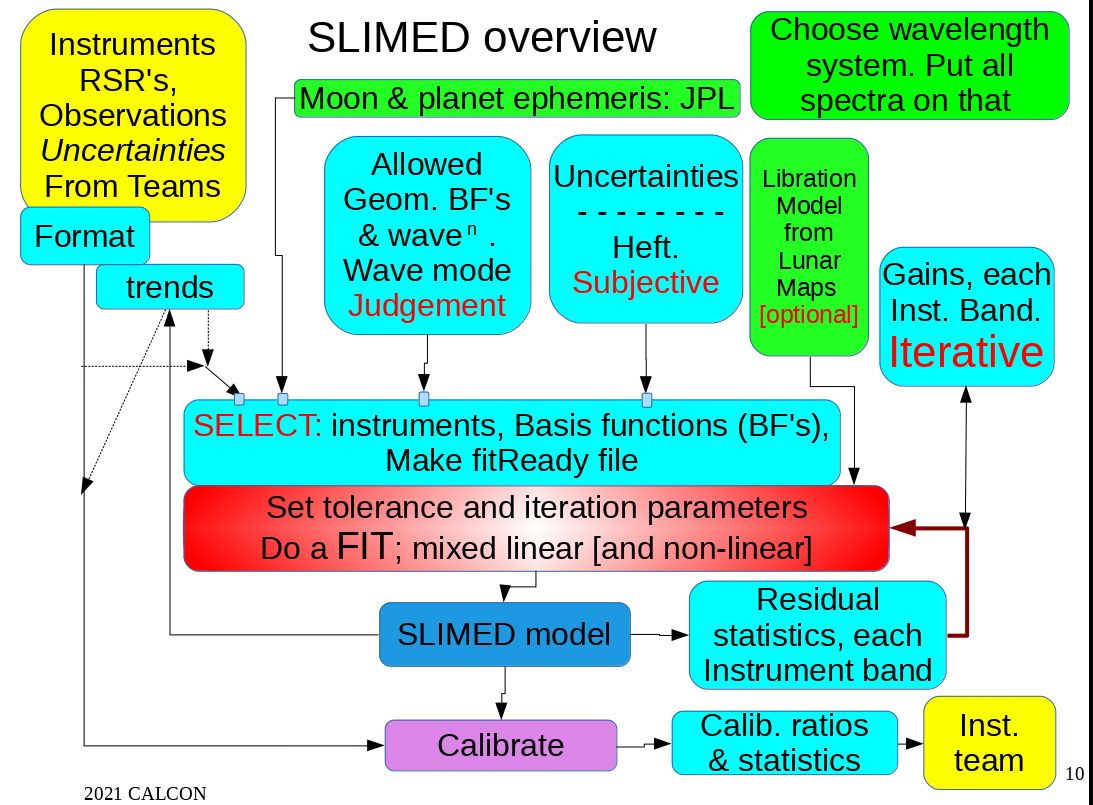 SLIMED overview
Instruments
RSR's,
Observations
Uncertainties
From Teams
Format
trends
Choose wavelength
system. Put all
spectra on that
Moon & planet ephemeris: JPL
Allowed
Geom. BF's
& wave n .
Wave mode
Judgement
Uncertainties
- - - - - - - -
Heft.
Subjective
Libration
Model
from
Lunar
Maps
[optional]
Gains, each
Inst. Band.
Iterative
SELECT: instruments, Basis functions (BF's),
Make fitReady file
Set tolerance and iteration parameters
Do a FIT; mixed linear [and non-linear]
SLIMED model
Residual
statistics, each
Instrument band
Calibrate
Calib. ratios
& statistics
Inst.
team
10
2021 CALCON